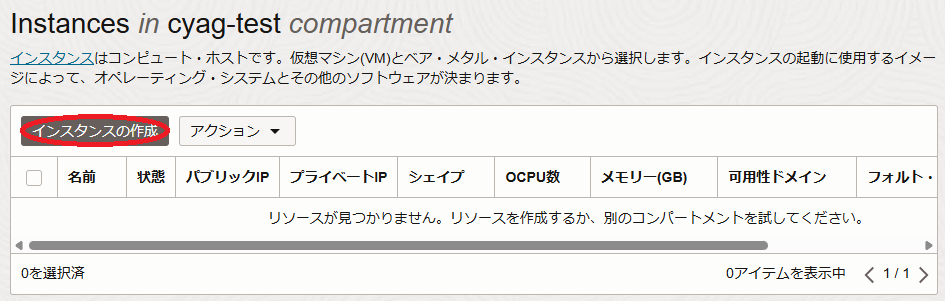 Instances in cyag-test compartment
インスタンスはコンピュート・ホストです。仮想マシン(VM)とベア・メタル・インスタンスから選択します。インスタンスの起動に使用するイメー
ジによって、オペレーティング・システムとその他のソフトウェアが決まります。
インスタンスの作成 アクション
名前 状態 パブリックIP プライベートIP シェイプ OCPU数 メモリー(GB) 可用性ドメイン フォルト・
リソースが見つかりません。リソースを作成するか、別のコンパートメントを試してください。
0を選択済 0アイテムを表示中 1 / 1